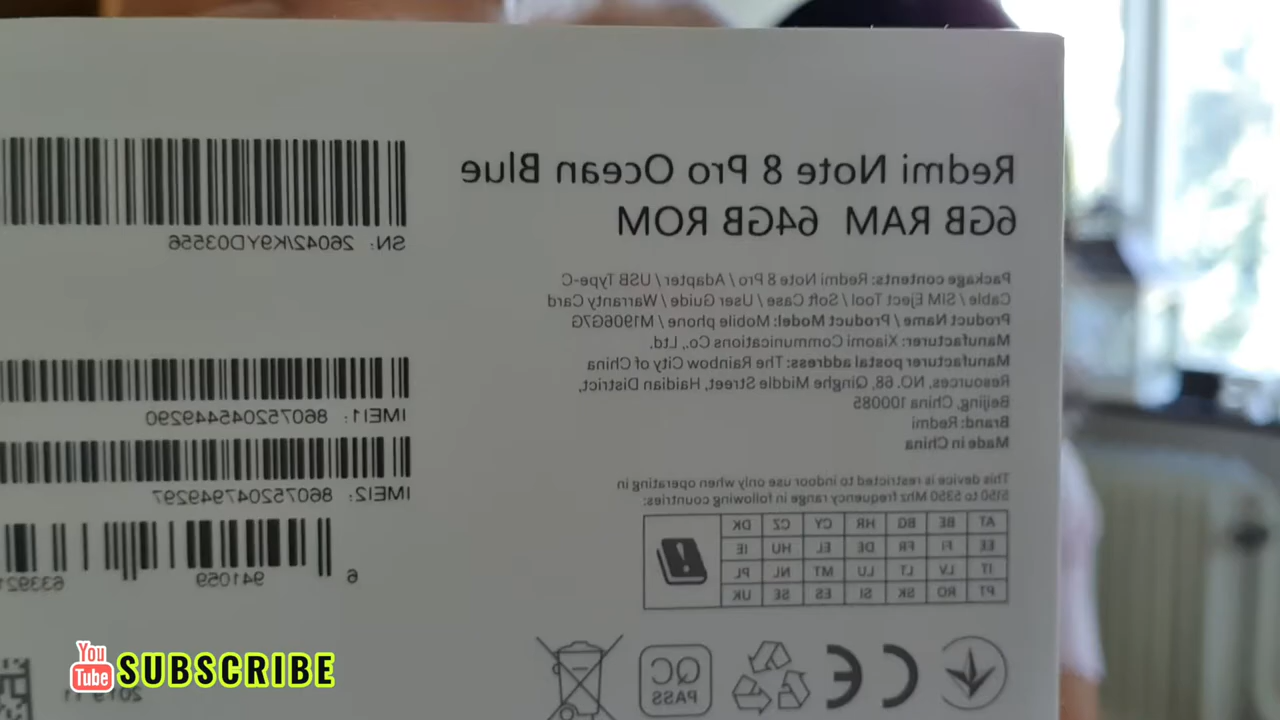 Redmi Note 8 Pro Ocean Blue
6GB RAM 64GB ROM
Package contents: Redmi Note 8 Pro / Adapter / USB Type-C
Cable / SIM Eject Tool / Soft Case / User Guide / Warranty Card
Product Name / Product Model: Mobile phone / M1906G7G
Manufacturer: Xiaomi Communications Co., Ltd.
Manufacturer postal address: The Rainbow City of China
Resources, NO. 68, Qinghe Middle Street, Haidian District,
Beijing, China 100085
Brand: Redmi
Made in China
This device is restricted to indoor use only when operating in
5150 to 5350 Mhz frequency range in following countries:
AT BE BG HR CY CZ DK
EE FI FR DE EL HU IE
IT LV LT LU MT NL PL
PT RO SK SI ES SE UK
CE
QC
PASS
SN: 26042/K9YD03556
IMEI1: 860752045449290
IMEI2: 860752047949297
6 941059
You
Tube SUBSCRIBE